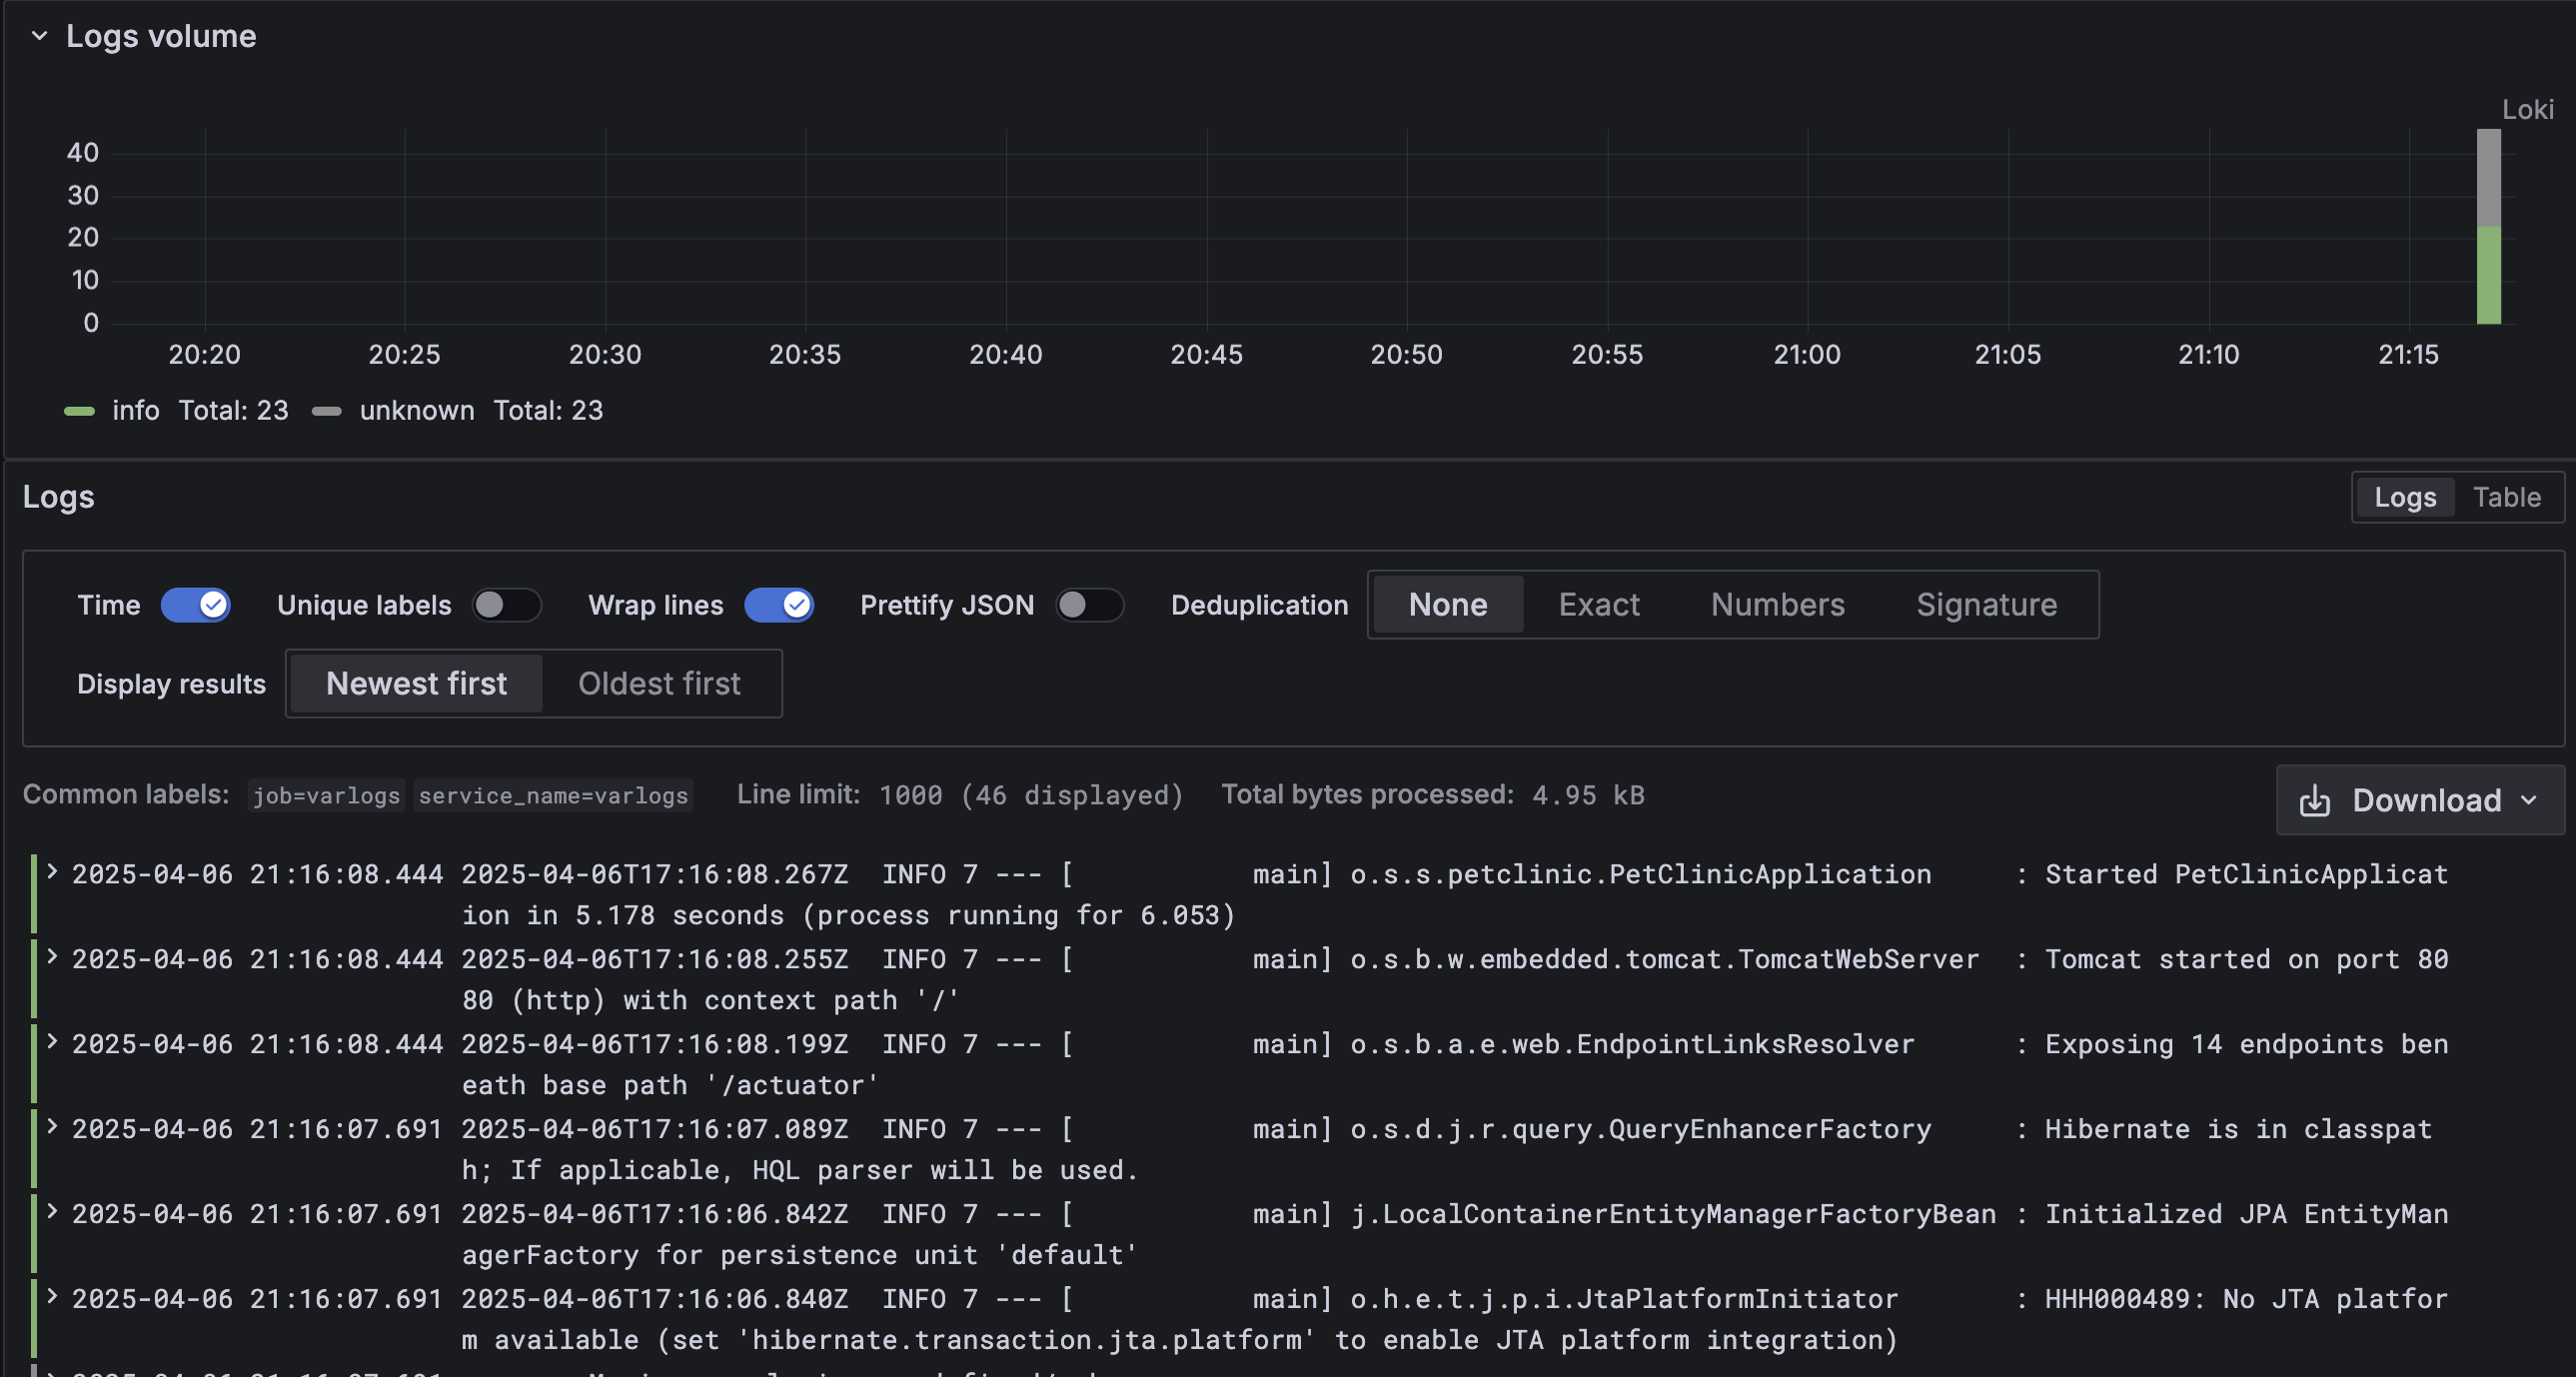 Logs volume
Loki
40
30
20
10
0
20:20 20:25 20:30 20:35 20:40 20:45 20:50 20:55 21:00 21:05 21:10 21:15
info Total: 23 unknown Total: 23
Logs
Logs Table
Time Unique labels Wrap lines Prettify JSON Deduplication None Exact Numbers Signature
Display results Newest first Oldest first
Common labels: job=varlogs service_name=varlogs Line limit: 1000 (46 displayed) Total bytes processed: 4.95 kB
Download
2025-04-06 21:16:08.444 2025-04-06T17:16:08.267Z  INFO 7 --- [           main] o.s.s.petclinic.PetClinicApplication     : Started PetClinicApplicat
ion in 5.178 seconds (process running for 6.053)
2025-04-06 21:16:08.444 2025-04-06T17:16:08.255Z  INFO 7 --- [           main] o.s.b.w.embedded.tomcat.TomcatWebServer  : Tomcat started on port 80
80 (http) with context path '/'
2025-04-06 21:16:08.444 2025-04-06T17:16:08.199Z  INFO 7 --- [           main] o.s.b.a.e.web.EndpointLinksResolver      : Exposing 14 endpoints ben
eath base path '/actuator'
2025-04-06 21:16:07.691 2025-04-06T17:16:07.089Z  INFO 7 --- [           main] o.s.d.j.r.query.QueryEnhancerFactory     : Hibernate is in classpat
h; If applicable, HQL parser will be used.
2025-04-06 21:16:07.691 2025-04-06T17:16:06.842Z  INFO 7 --- [           main] j.LocalContainerEntityManagerFactoryBean : Initialized JPA EntityMan
agerFactory for persistence unit 'default'
2025-04-06 21:16:07.691 2025-04-06T17:16:06.840Z  INFO 7 --- [           main] o.h.e.t.j.p.i.JtaPlatformInitiator       : HHH000489: No JTA platfor
m available (set 'hibernate.transaction.jta.platform' to enable JTA platform integration)
2025-04-06 21:16:07.691